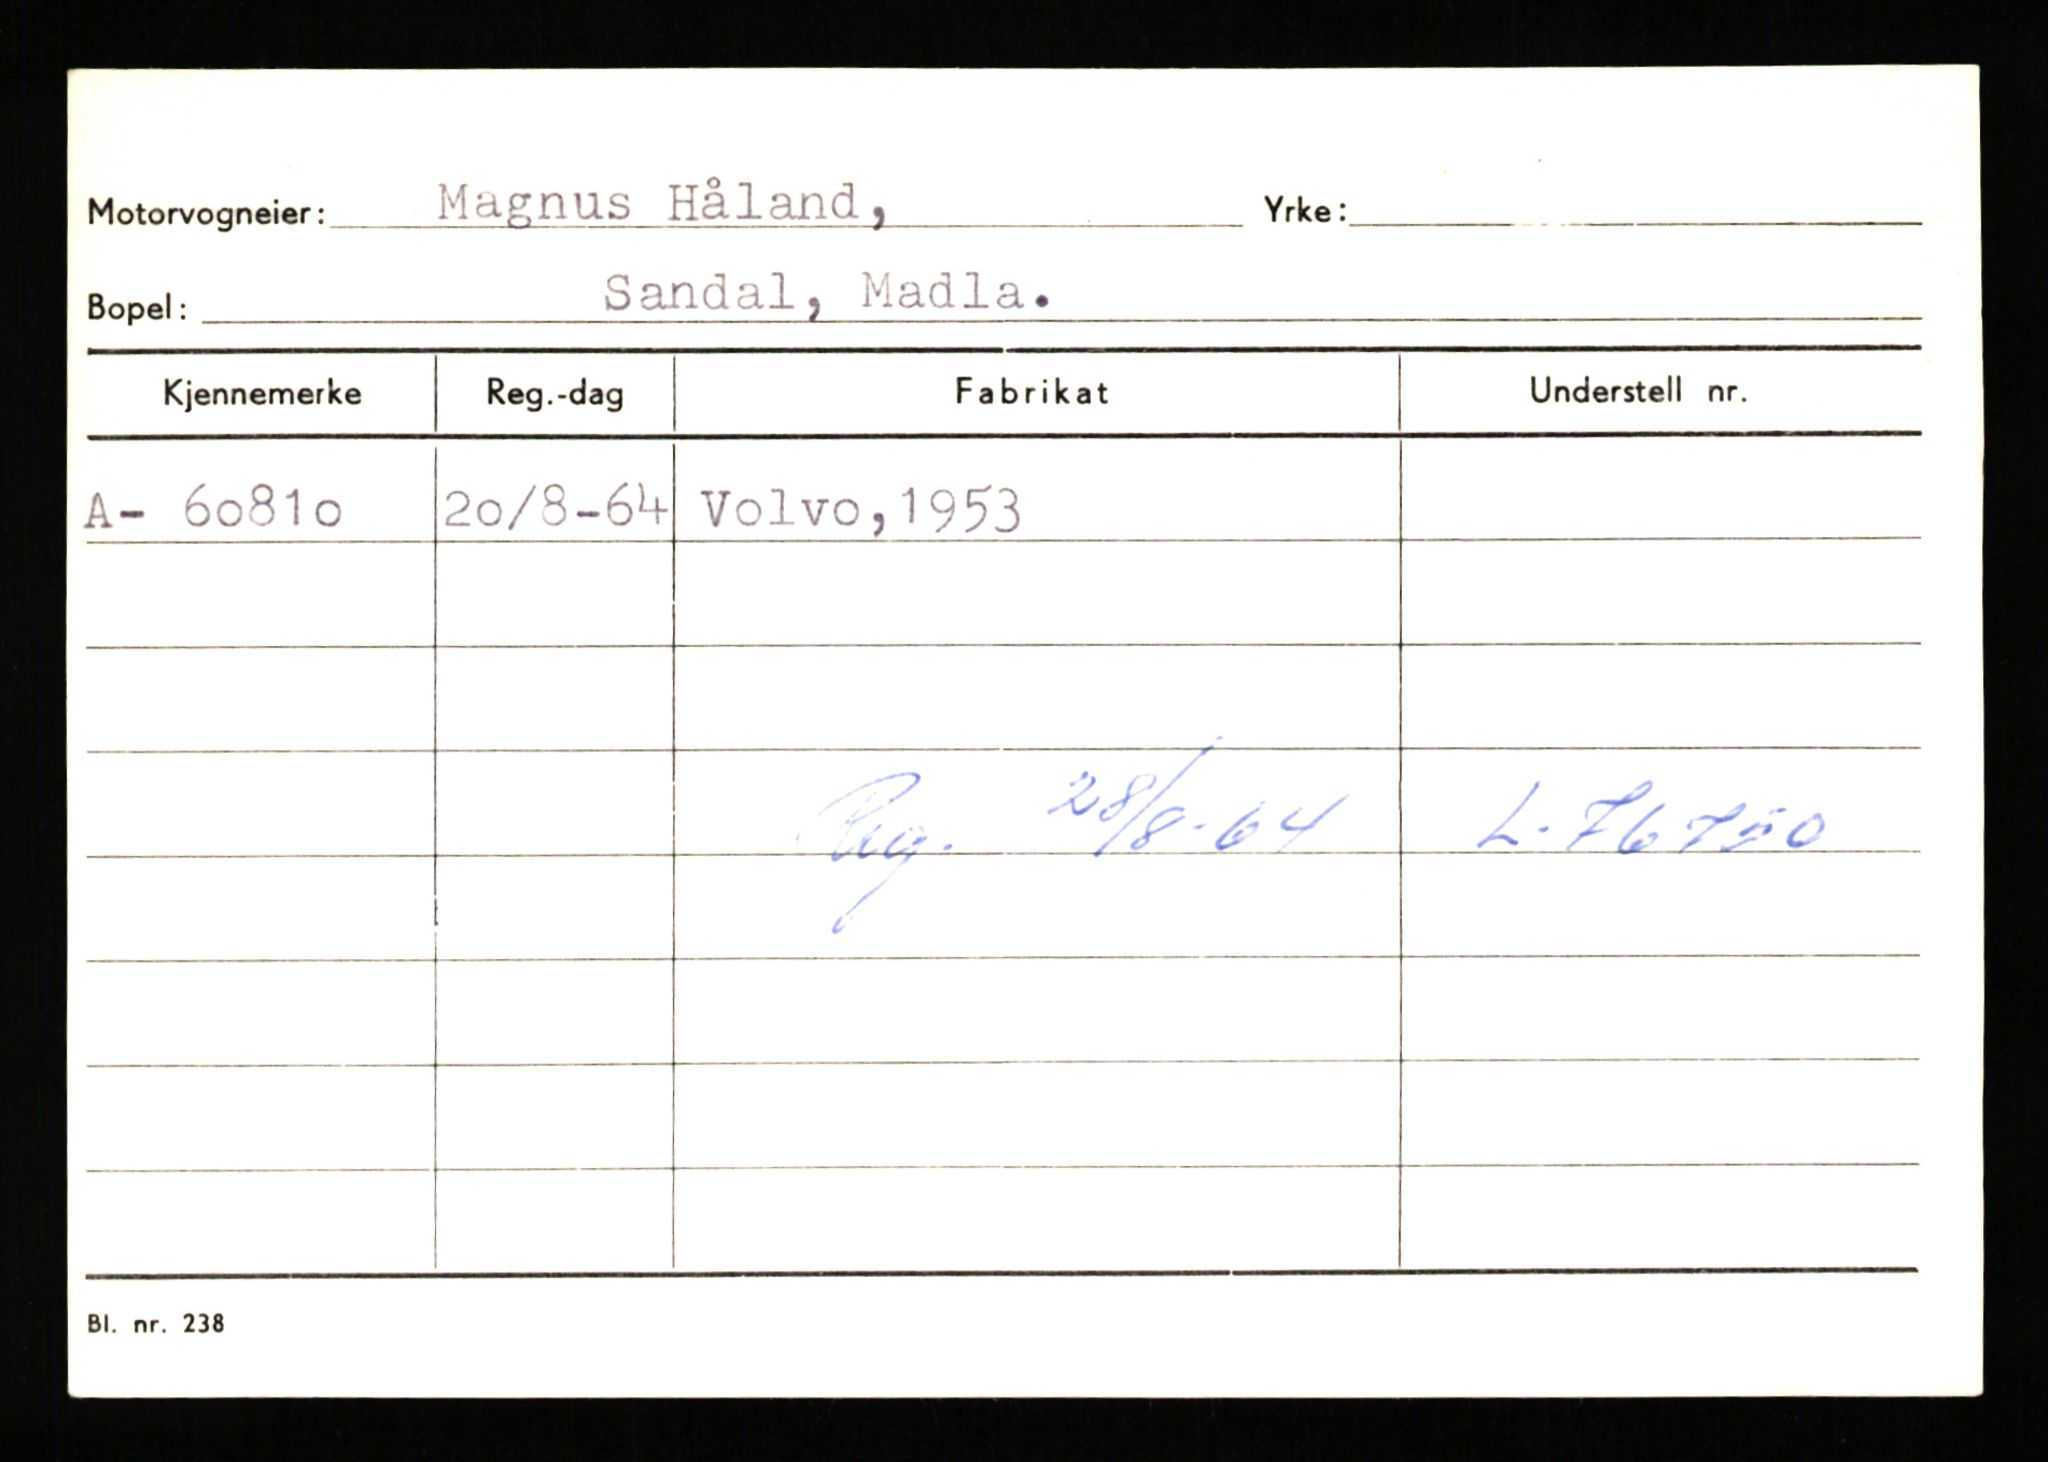 Motorvogneier: Magnus Håland, Yrke:
Bopel: Sandal, Madla.
Kjennemerke Reg.-dag Fabrikat Understell nr.
A- 60810 20/8-64 Volvo, 1953
Reg. 28/8-64 L-76750
Bl. nr. 238